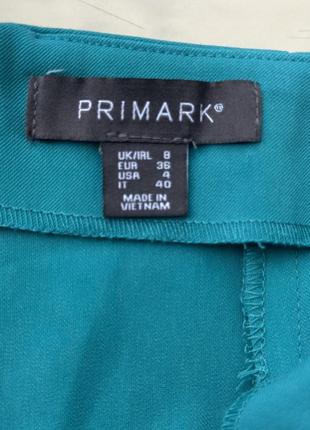 PRIMARK®
UK/IRL 8
EUR 36
USA 4
IT 40
MADE IN
VIETNAM